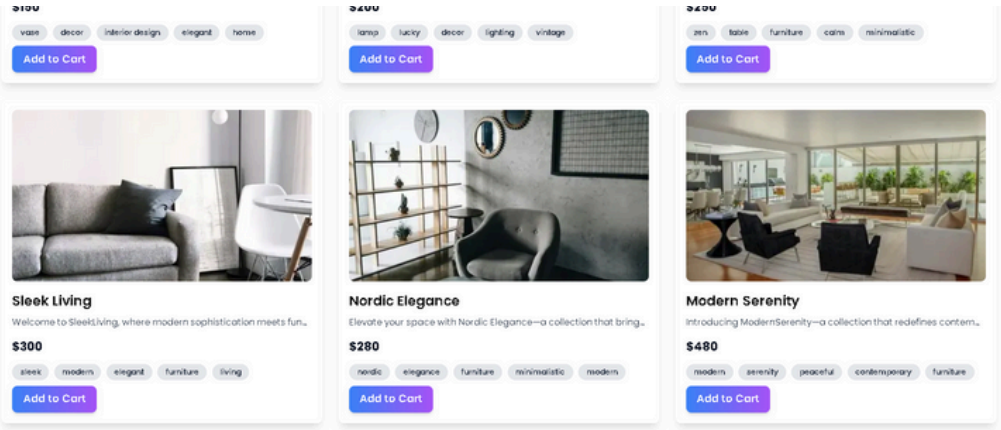 $150
vase decor interior design elegant home
Add to Cart
$200
lamp lucky decor lighting vintage
Add to Cart
$250
zen table furniture calm minimalistic
Add to Cart
Sleek Living
Welcome to SleekLiving, where modern sophistication meets fun...
$300
sleek modern elegant furniture living
Add to Cart
Nordic Elegance
Elevate your space with Nordic Elegance—a collection that bring...
$280
nordic elegance furniture minimalistic modern
Add to Cart
Modern Serenity
Introducing ModernSerenity—a collection that redefines contem...
$480
modern serenity peaceful contemporary furniture
Add to Cart